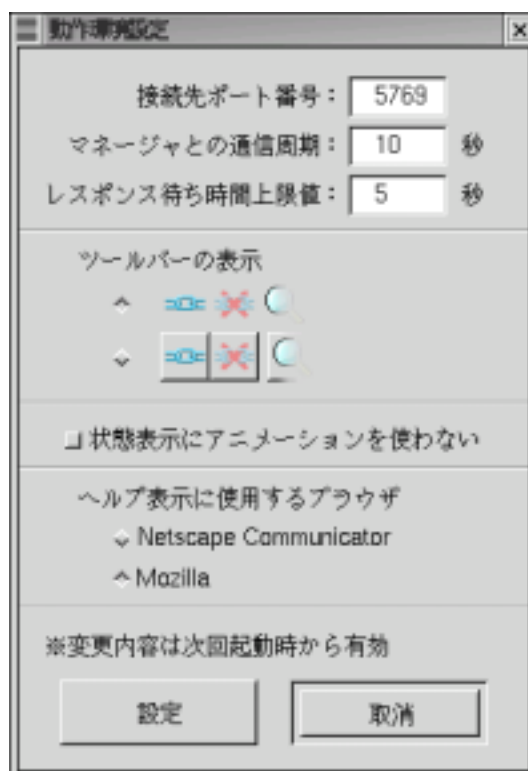 動作環境設定
接続先ポート番号： 5769
マネージャとの通信周期： 10 秒
レスポンス待ち時間上限値： 5 秒
ツールバーの表示
状態表示にアニメーションを使わない
ヘルプ表示に使用するブラウザ
Netscape Communicator
Mozilla
※変更内容は次回起動時から有効
設定 取消